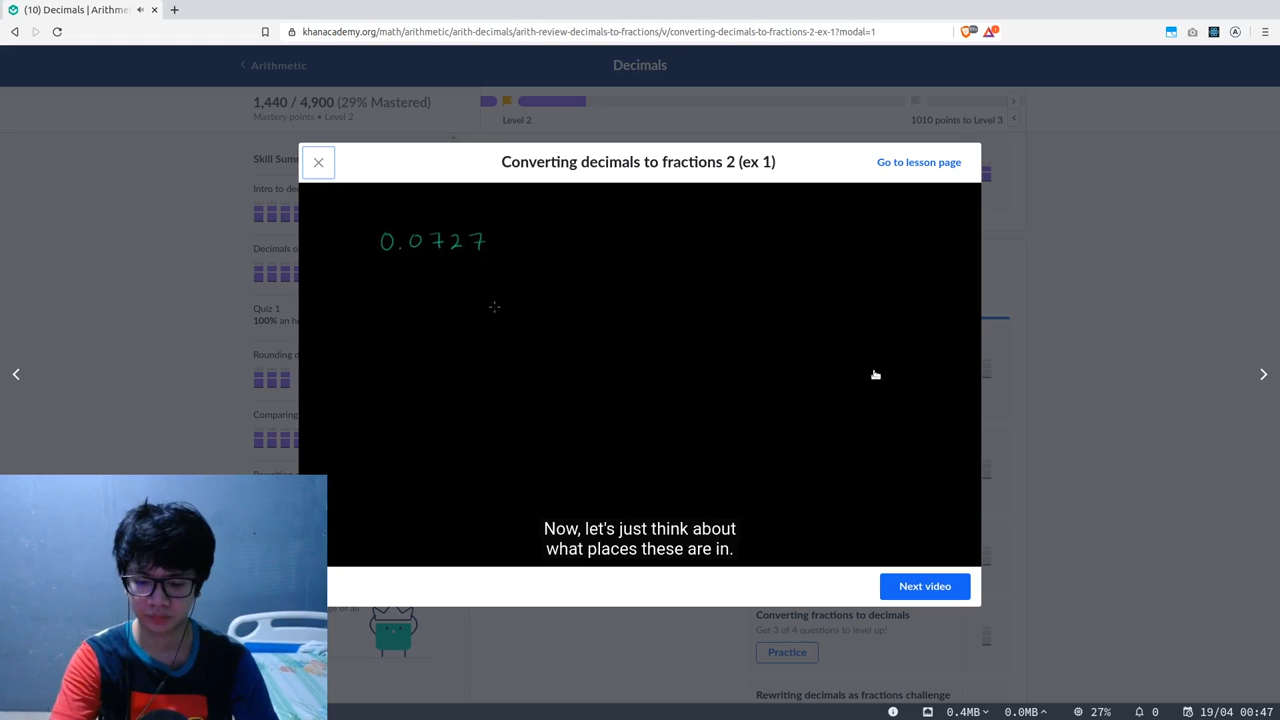 (10) Decimals | Arithme
khanacademy.org/math/arithmetic/arith-decimals/arith-review-decimals-to-fractions/v/converting-decimals-to-fractions-2-ex-1?modal=1
Arithmetic
Decimals
1,440 / 4,900 (29% Mastered)
Mastery points • Level 2
Level 2
1010 points to Level 3
Skill Sum
Intro to de
Decimals o
Quiz 1
100% an h
Rounding d
Comparing
Converting decimals to fractions 2 (ex 1)
Go to lesson page
0.0727
Now, let's just think about
what places these are in.
Next video
Converting fractions to decimals
Get 3 of 4 questions to level up!
Practice
Rewriting decimals as fractions challenge
0.4MB
0.0MB
27%
0
19/04 00:47